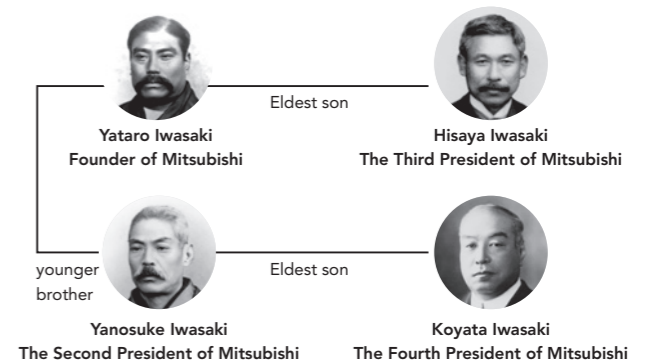 Eldest son
Yataro Iwasaki
Founder of Mitsubishi
Hisaya Iwasaki
The Third President of Mitsubishi
younger
brother
Eldest son
Yanosuke Iwasaki
The Second President of Mitsubishi
Koyata Iwasaki
The Fourth President of Mitsubishi